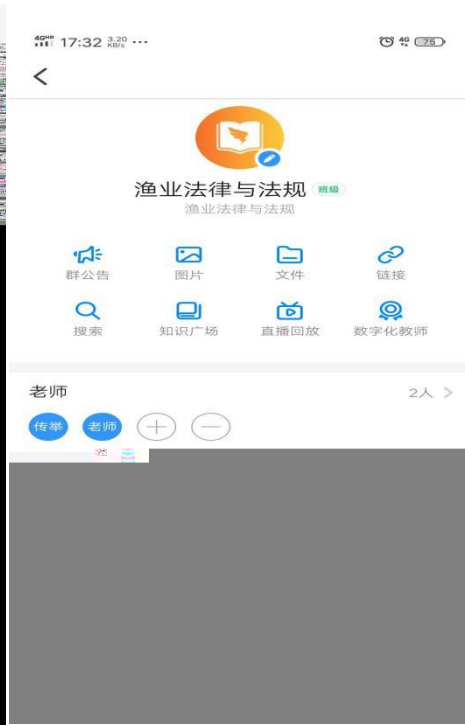 4GHD 17:32 3.20 KB/s ...
4G 75
渔业法律与法规 班级
渔业法律与法规
群公告 图片 文件 链接
搜索 知识广场 直播回放 数字化教师
老师 2人
传举 老师